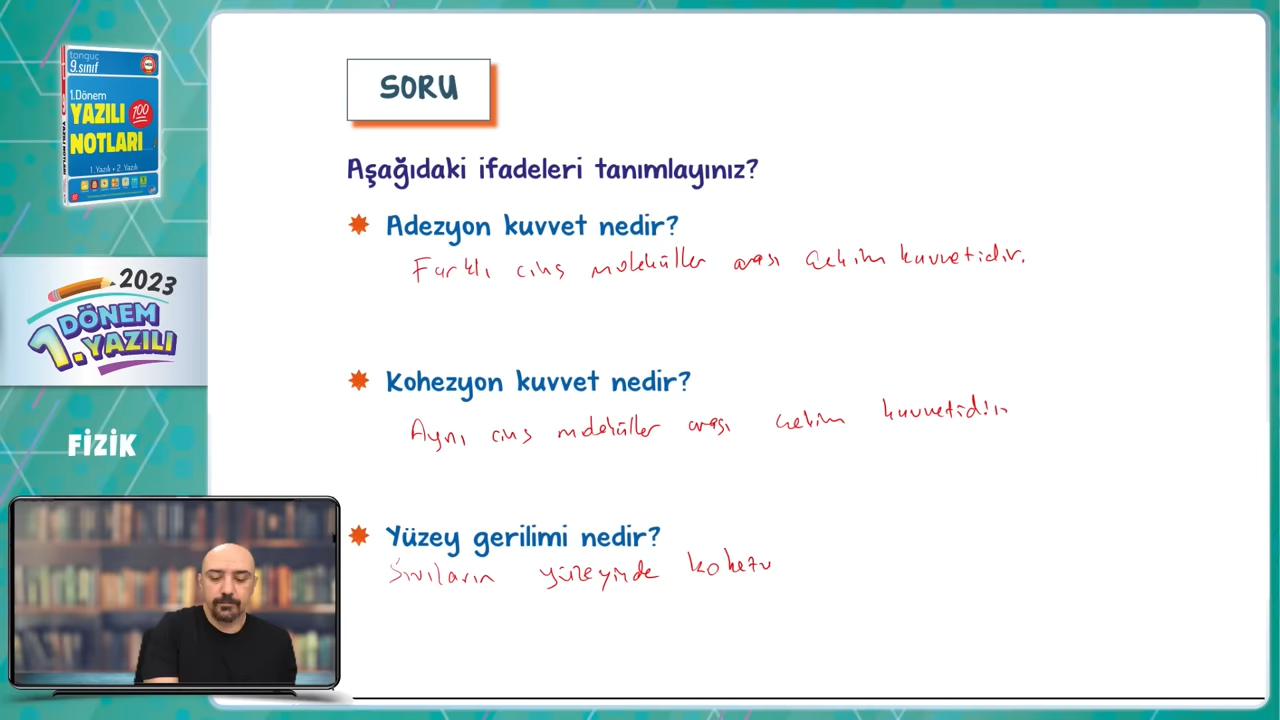 tonguç
9.sınıf
1.Dönem
YAZILI
100
NOTLARI
1. Yazılı • 2. Yazılı
YAZILI NOTLARI
2023
1.DÖNEM
YAZILI
FİZİK
SORU
Aşağıdaki ifadeleri tanımlayınız?
Adezyon kuvvet nedir?
Farklı cins moleküller arası çekim kuvvetidir.
Kohezyon kuvvet nedir?
Aynı cins moleküller arası çekim kuvvetidir
Yüzey gerilimi nedir?
Sıvıların yüzeyinde kohezy